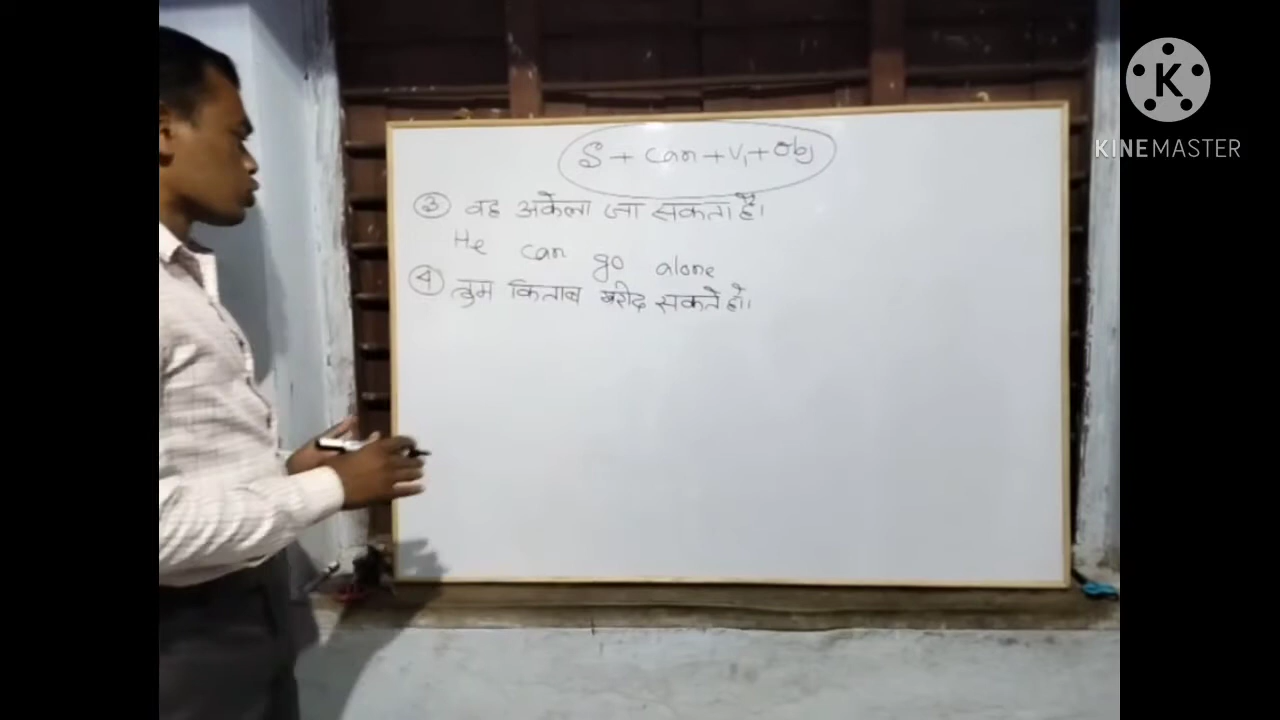 S + can + V₁ + obj
③ वह अकेला जा सकता है।
He can go alone
④ तुम किताब खरीद सकते हो।
K
KINEMASTER